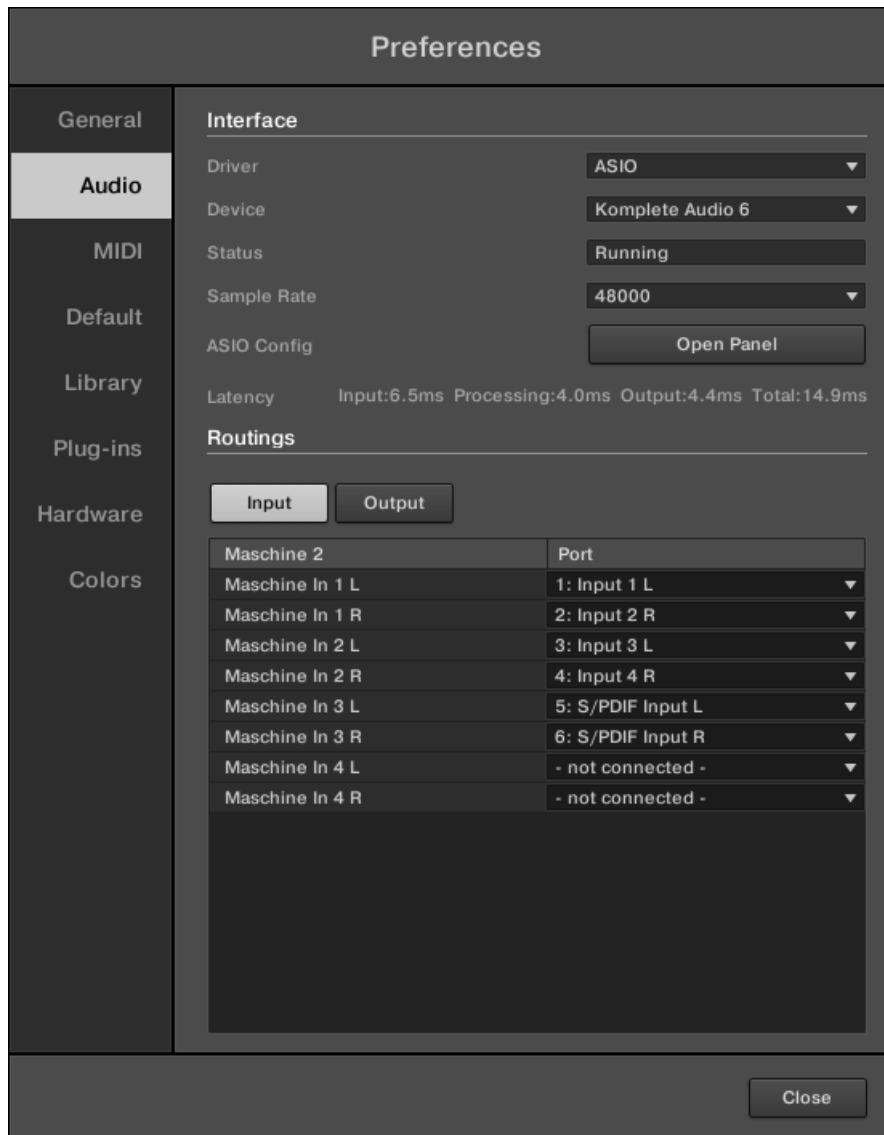 Preferences
General
Audio
MIDI
Default
Library
Plug-ins
Hardware
Colors
Interface
Driver ASIO
Device Komplete Audio 6
Status Running
Sample Rate 48000
ASIO Config Open Panel
Latency Input:6.5ms Processing:4.0ms Output:4.4ms Total:14.9ms
Routings
Input Output
Maschine 2 Port
Maschine In 1 L 1: Input 1 L
Maschine In 1 R 2: Input 2 R
Maschine In 2 L 3: Input 3 L
Maschine In 2 R 4: Input 4 R
Maschine In 3 L 5: S/PDIF Input L
Maschine In 3 R 6: S/PDIF Input R
Maschine In 4 L - not connected -
Maschine In 4 R - not connected -
Close